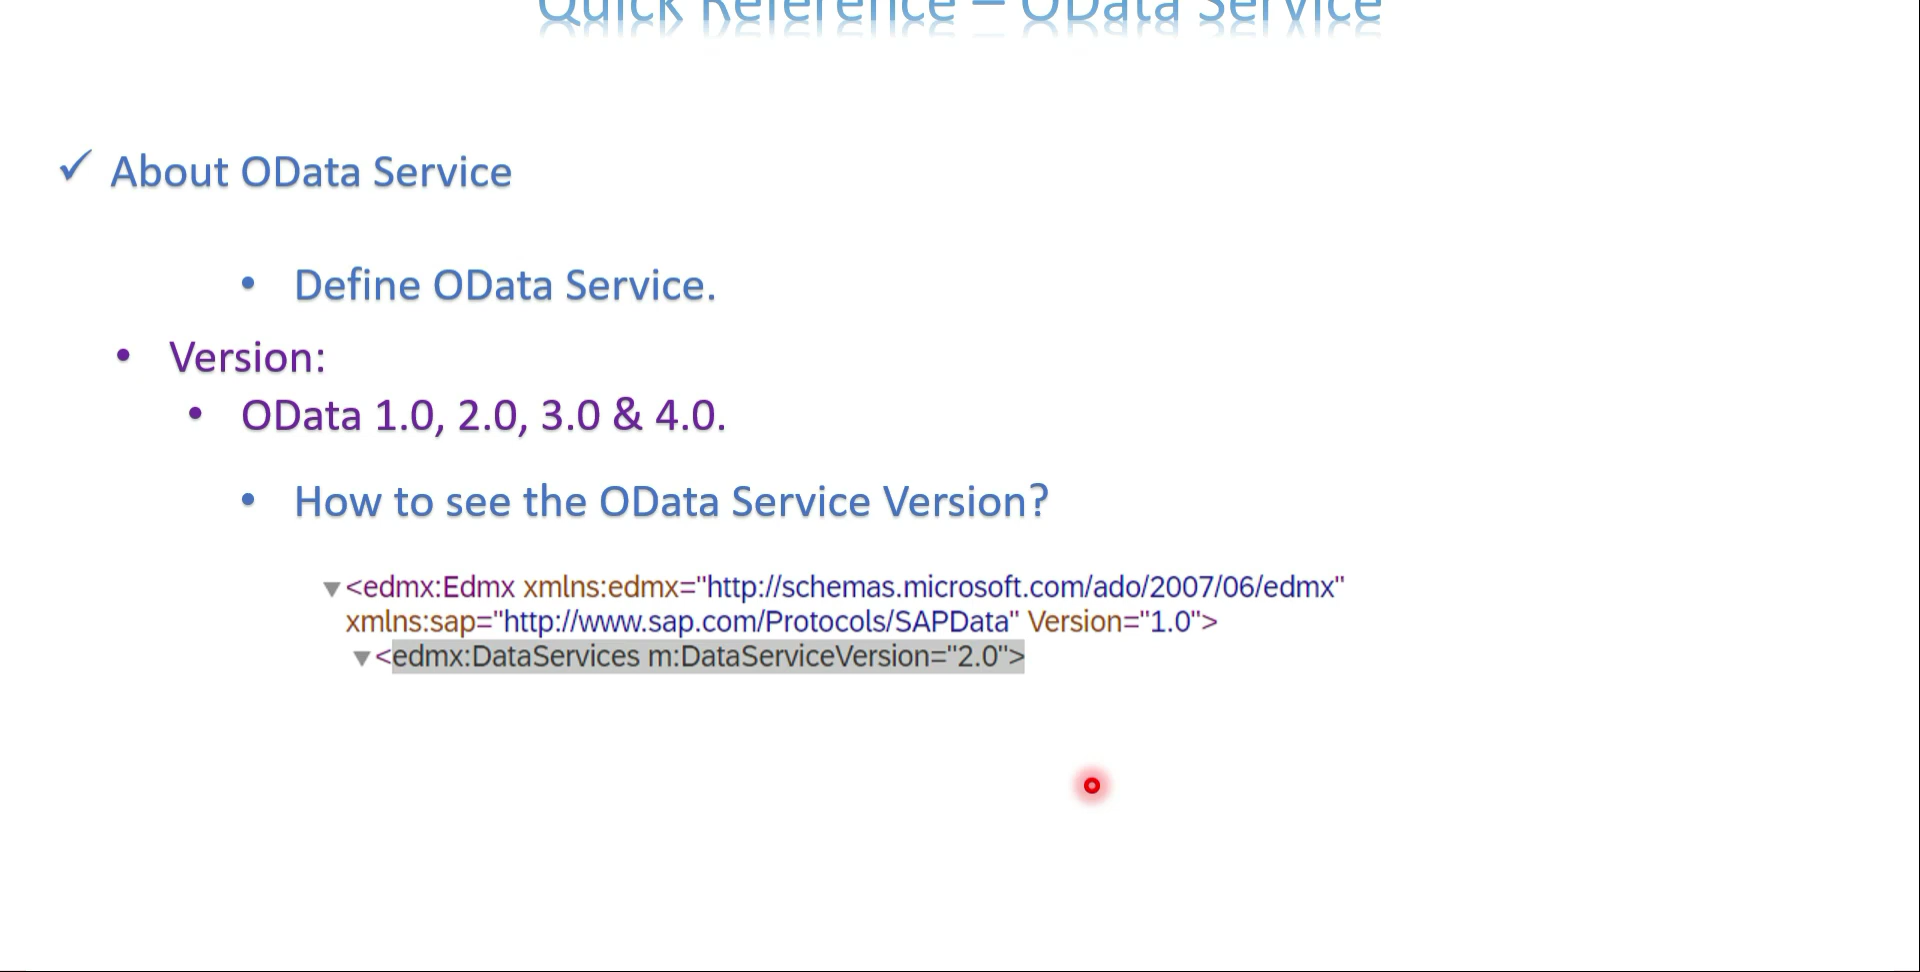 Quick Reference – OData Service
✓ About OData Service
• Define OData Service.
• Version:
• OData 1.0, 2.0, 3.0 & 4.0.
• How to see the OData Service Version?
▼<edmx:Edmx xmlns:edmx="http://schemas.microsoft.com/ado/2007/06/edmx"
xmlns:sap="http://www.sap.com/Protocols/SAPData" Version="1.0">
▼<edmx:DataServices m:DataServiceVersion="2.0">